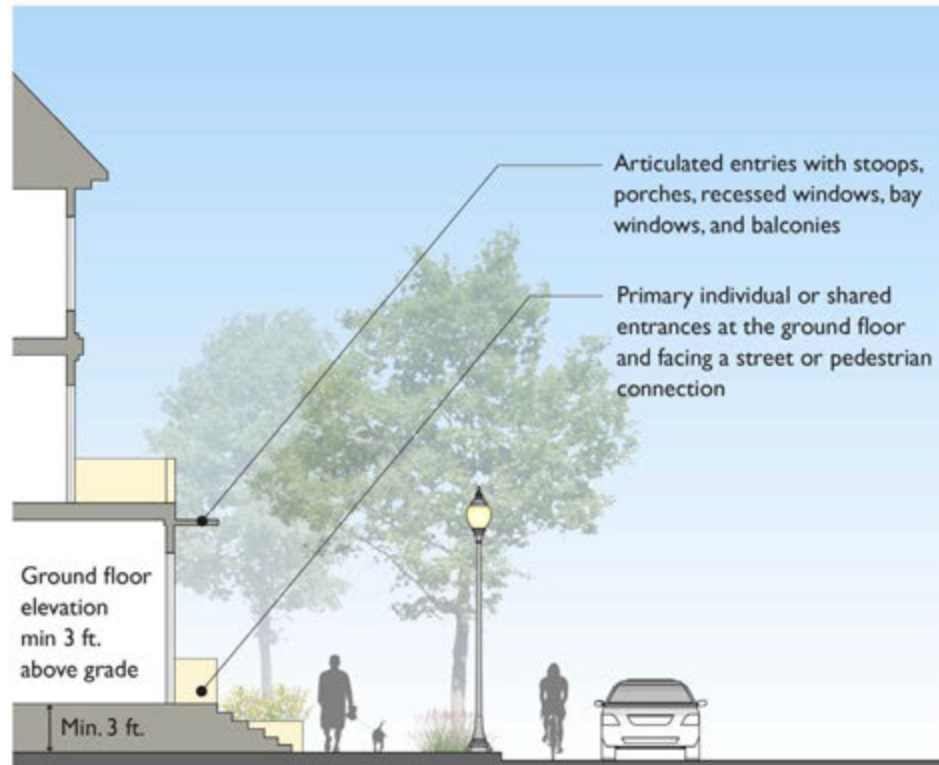 Articulated entries with stoops,
porches, recessed windows, bay
windows, and balconies
Primary individual or shared
entrances at the ground floor
and facing a street or pedestrian
connection
Ground floor
elevation
min 3 ft.
above grade
Min. 3 ft.